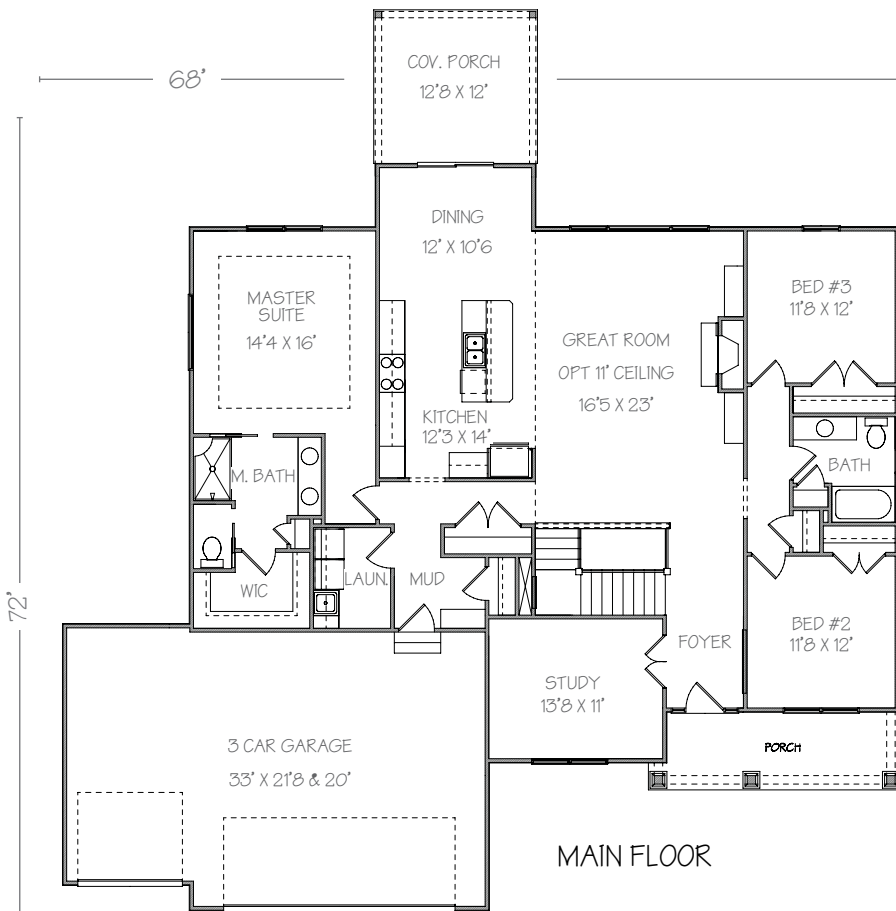 COV. PORCH
12'8 X 12'
68'
72'
DINING
12' X 10'6
MASTER
SUITE
14'4 X 16'
BED #3
11'8 X 12'
GREAT ROOM
OPT 11' CEILING
16'5 X 23'
KITCHEN
12'3 X 14'
M. BATH
BATH
WIC
LAUN.
MUD
BED #2
11'8 X 12'
FOYER
STUDY
13'8 X 11'
3 CAR GARAGE
33' X 21'8 & 20'
PORCH
MAIN FLOOR